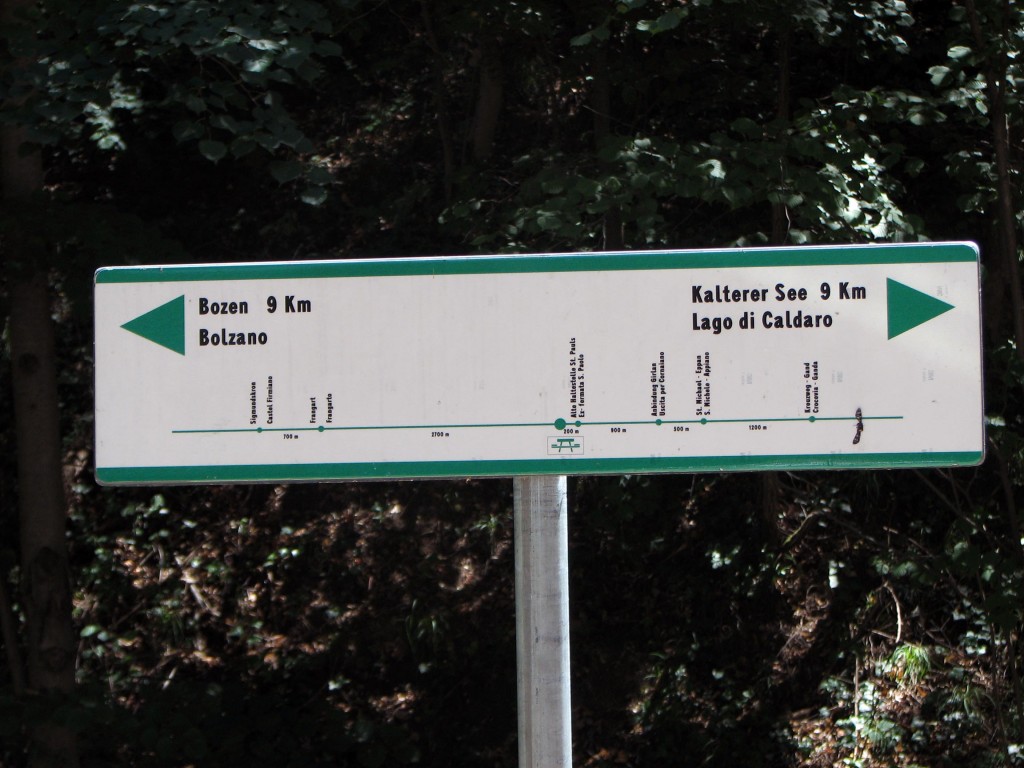 Bozen 9 Km
Bolzano
Kalterer See 9 Km
Lago di Caldaro
Sigmundskron
Castel Firmiano
Frangart
Frangarto
Alte Haltestelle St. Pauls
Ex- fermata S. Paolo
Anbindung Girlan
Uscita per Cornaiano
St. Michael - Eppan
S. Michele - Appiano
Kreuzweg - Gand
Crocevia - Ganda
700 m
2700 m
200 m
900 m
500 m
1200 m